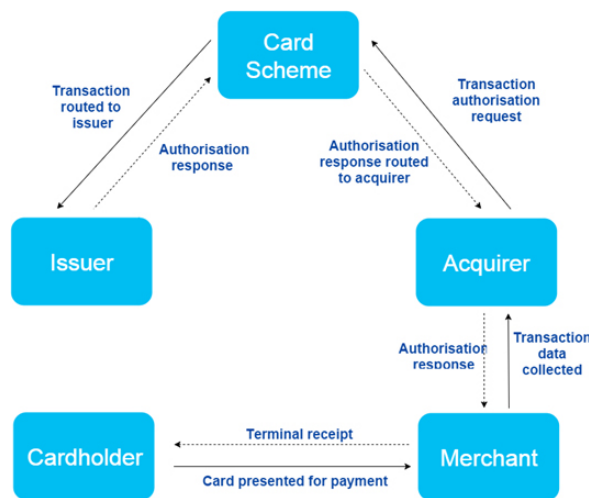 Card
Scheme
Transaction
routed to
issuer
Authorisation
response
Authorisation
response routed
to acquirer
Transaction
authorisation
request
Issuer
Acquirer
Authorisation
response
Transaction
data
collected
Cardholder
Terminal receipt
Card presented for payment
Merchant